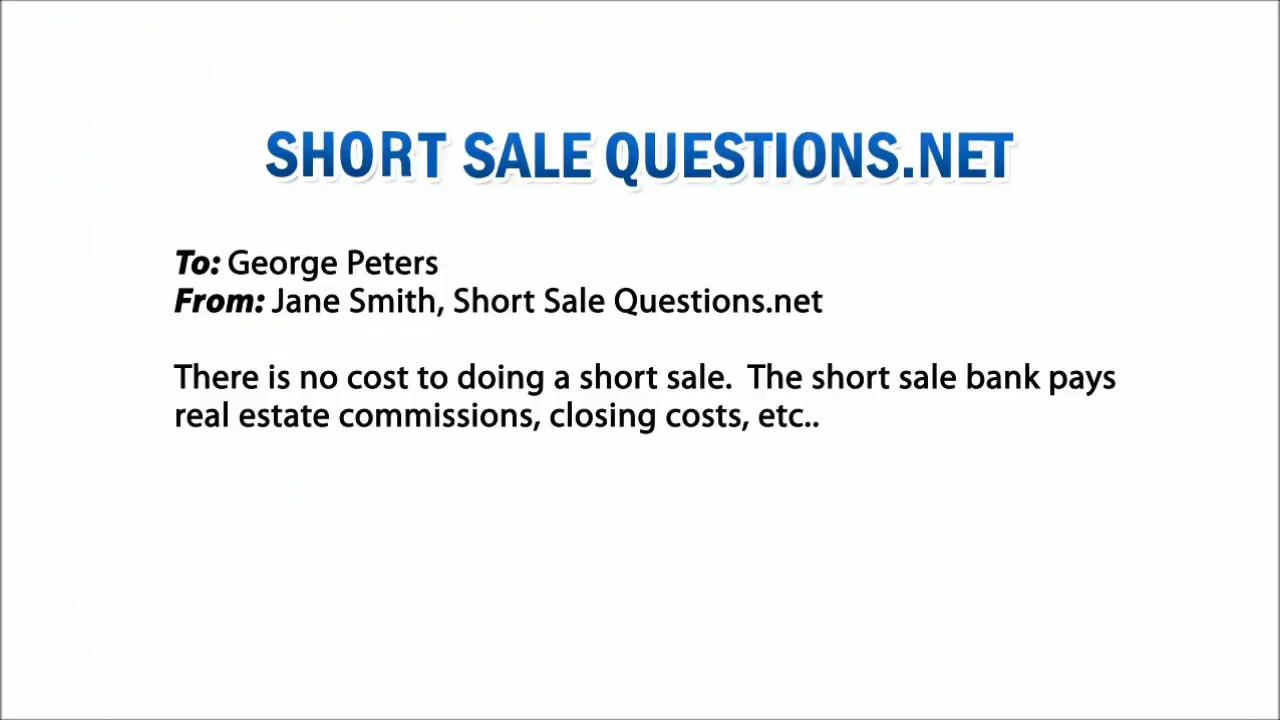 SHORT SALE QUESTIONS.NET
To: George Peters
From: Jane Smith, Short Sale Questions.net
There is no cost to doing a short sale.  The short sale bank pays
real estate commissions, closing costs, etc..